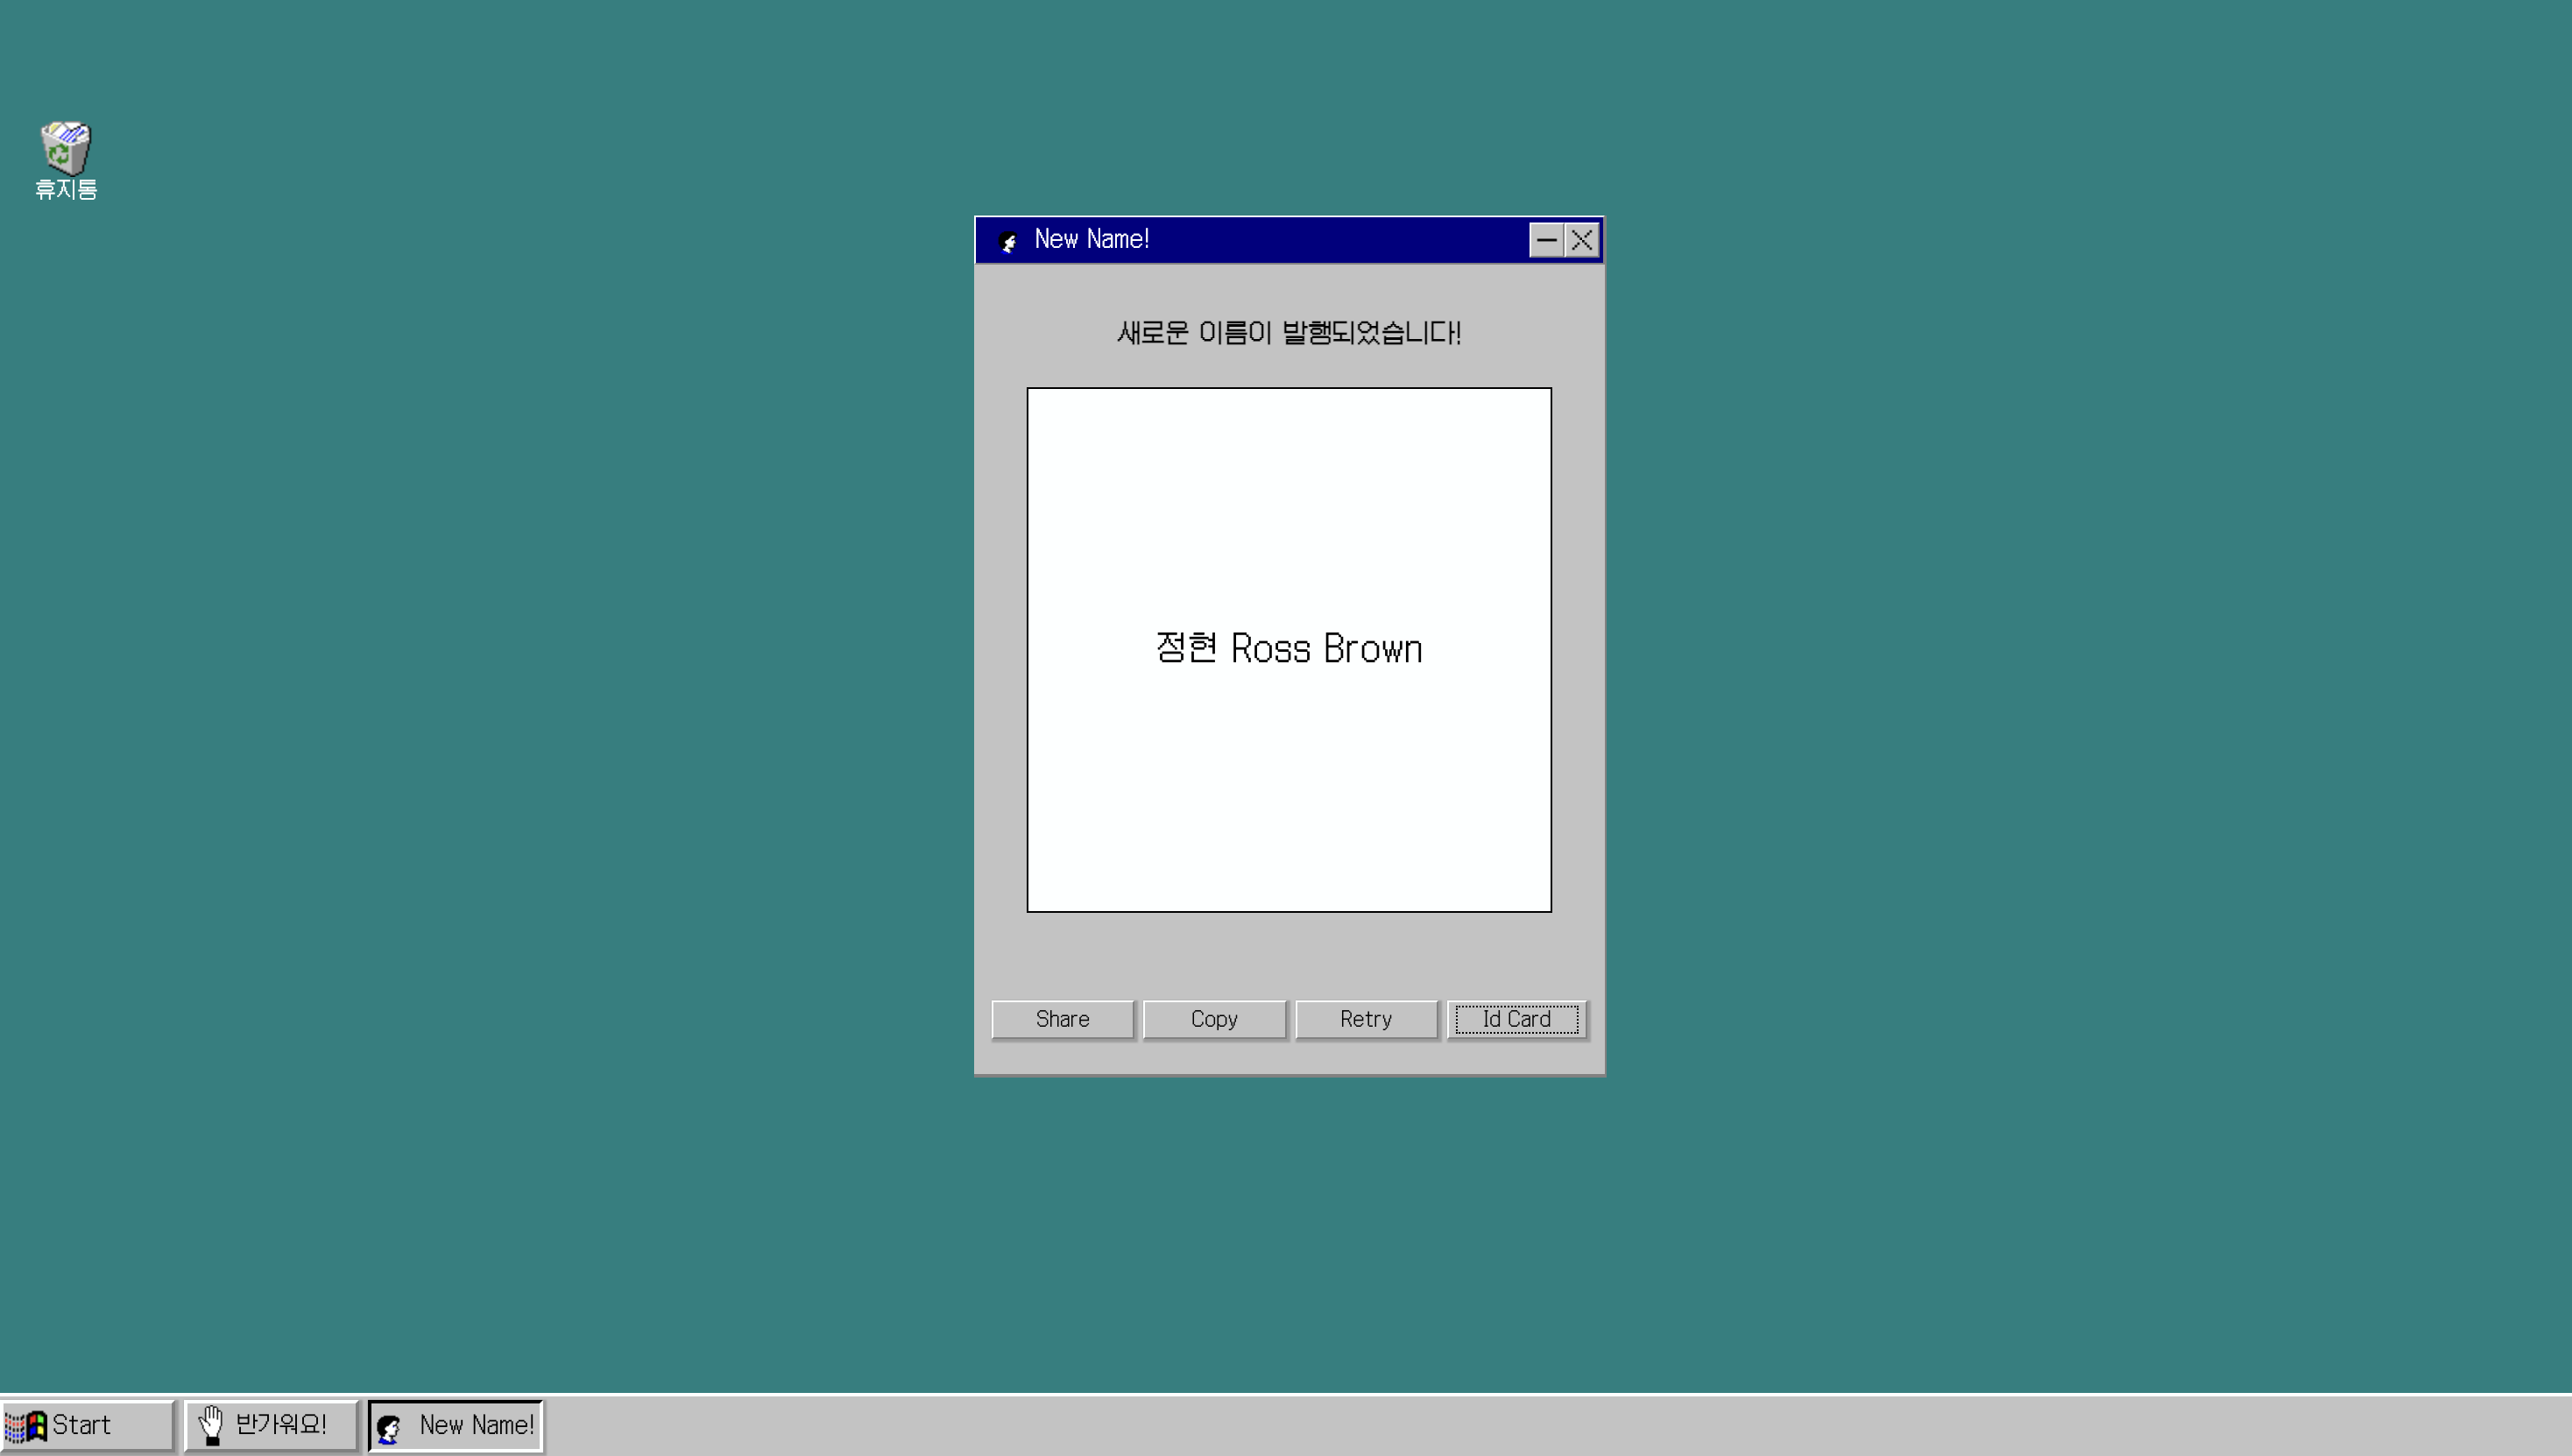 휴지통
New Name!
새로운 이름이 발행되었습니다!
정현 Ross Brown
Share
Copy
Retry
Id Card
Start
반가워요!
New Name!